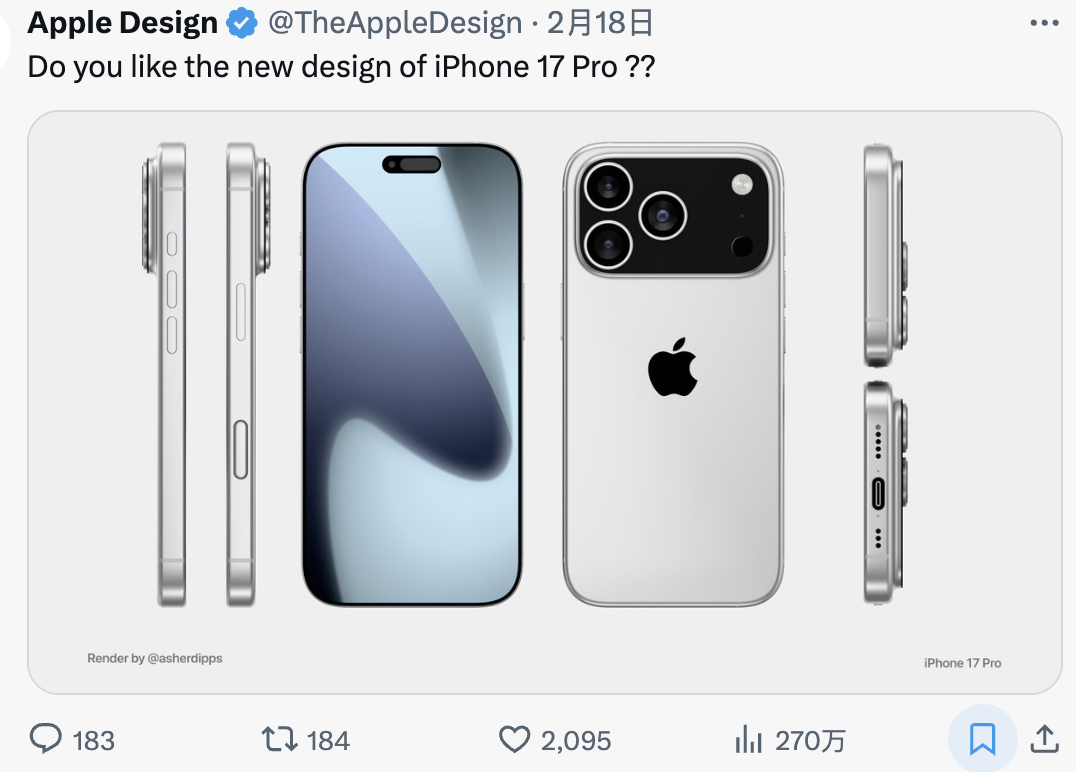 Apple Design @TheAppleDesign · 2月18日
Do you like the new design of iPhone 17 Pro ??
Render by @asherdipps
iPhone 17 Pro
183 184 2,095 270万